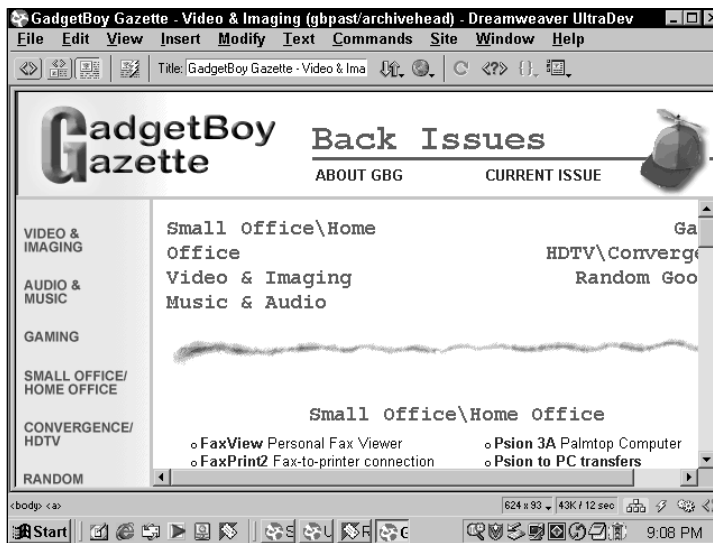 GadgetBoy Gazette - Video & Imaging (gbpast/archivehead) - Dreamweaver UltraDev
File Edit View Insert Modify Text Commands Site Window Help
Title: GadgetBoy Gazette - Video & Ima
GadgetBoy
Gazette
Back Issues
ABOUT GBG CURRENT ISSUE
VIDEO &
IMAGING
AUDIO &
MUSIC
GAMING
SMALL OFFICE/
HOME OFFICE
CONVERGENCE/
HDTV
RANDOM
Small Office\Home
Office
Video & Imaging
Music & Audio
Ga
HDTV\Converge
Random Goo
Small Office\Home Office
FaxView Personal Fax Viewer
FaxPrint2 Fax-to-printer connection
Psion 3A Palmtop Computer
Psion to PC transfers
<body> <a>
624 x 93 43K / 12 sec
Start S U F G 9:08 PM